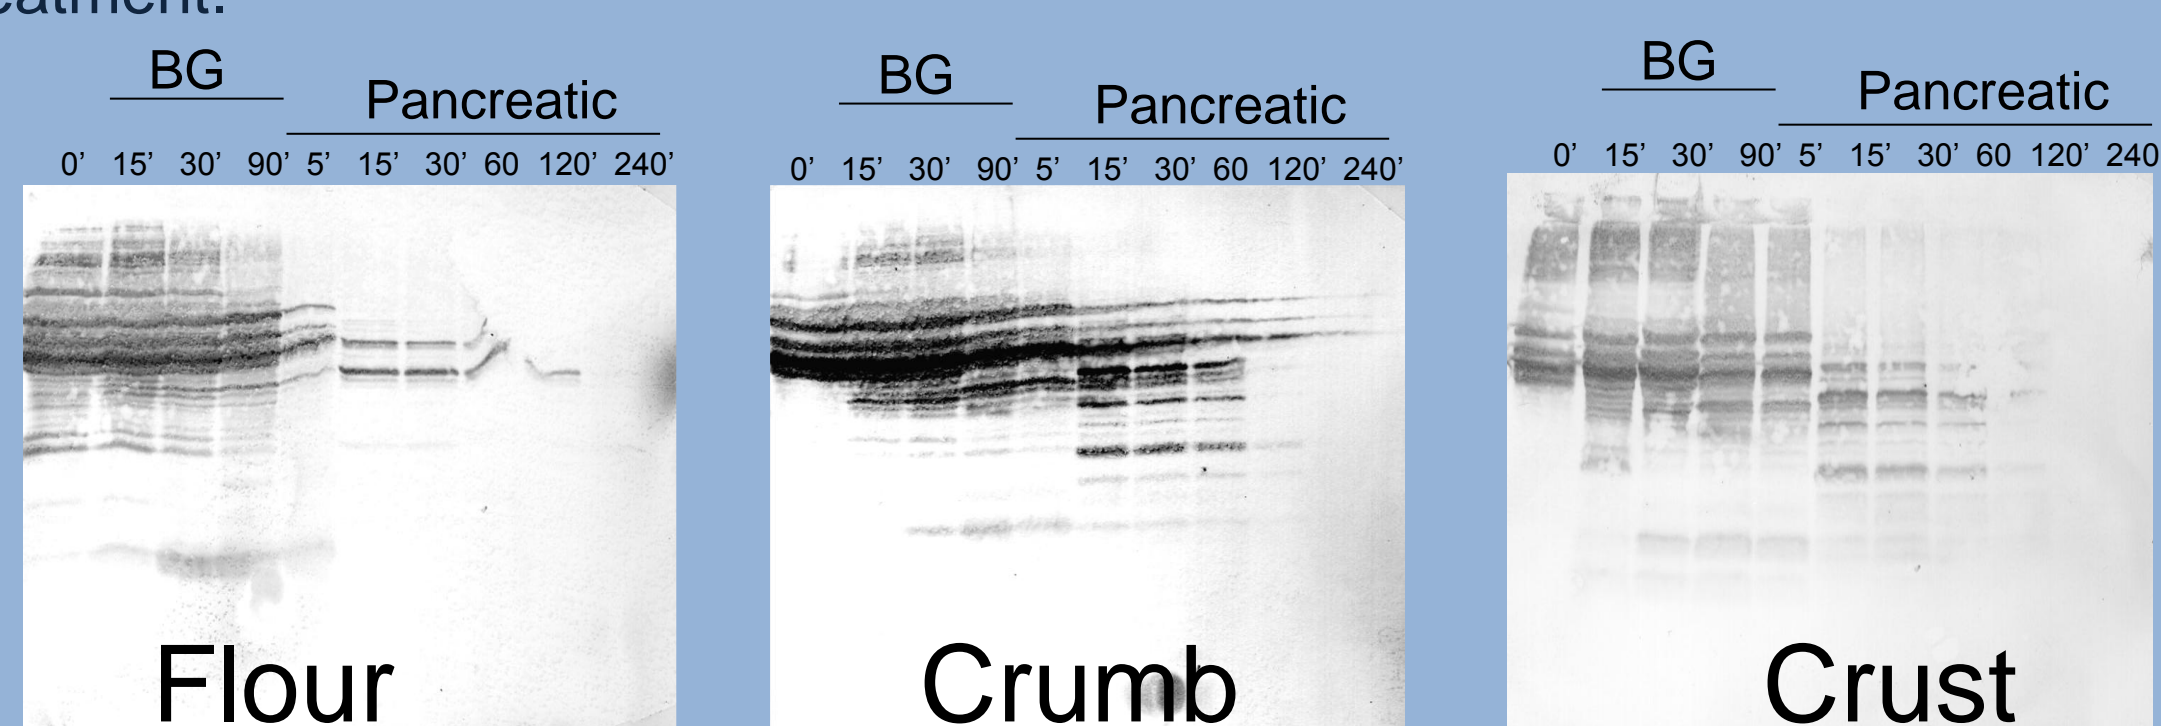 BG
Pancreatic
0’ 15’ 30’ 90’ 5’ 15’ 30’ 60 120’ 240’
Flour
BG
Pancreatic
0’ 15’ 30’ 90’ 5’ 15’ 30’ 60 120’ 240’
Crumb
BG
Pancreatic
0’ 15’ 30’ 90’ 5’ 15’ 30’ 60 120’ 240
Crust